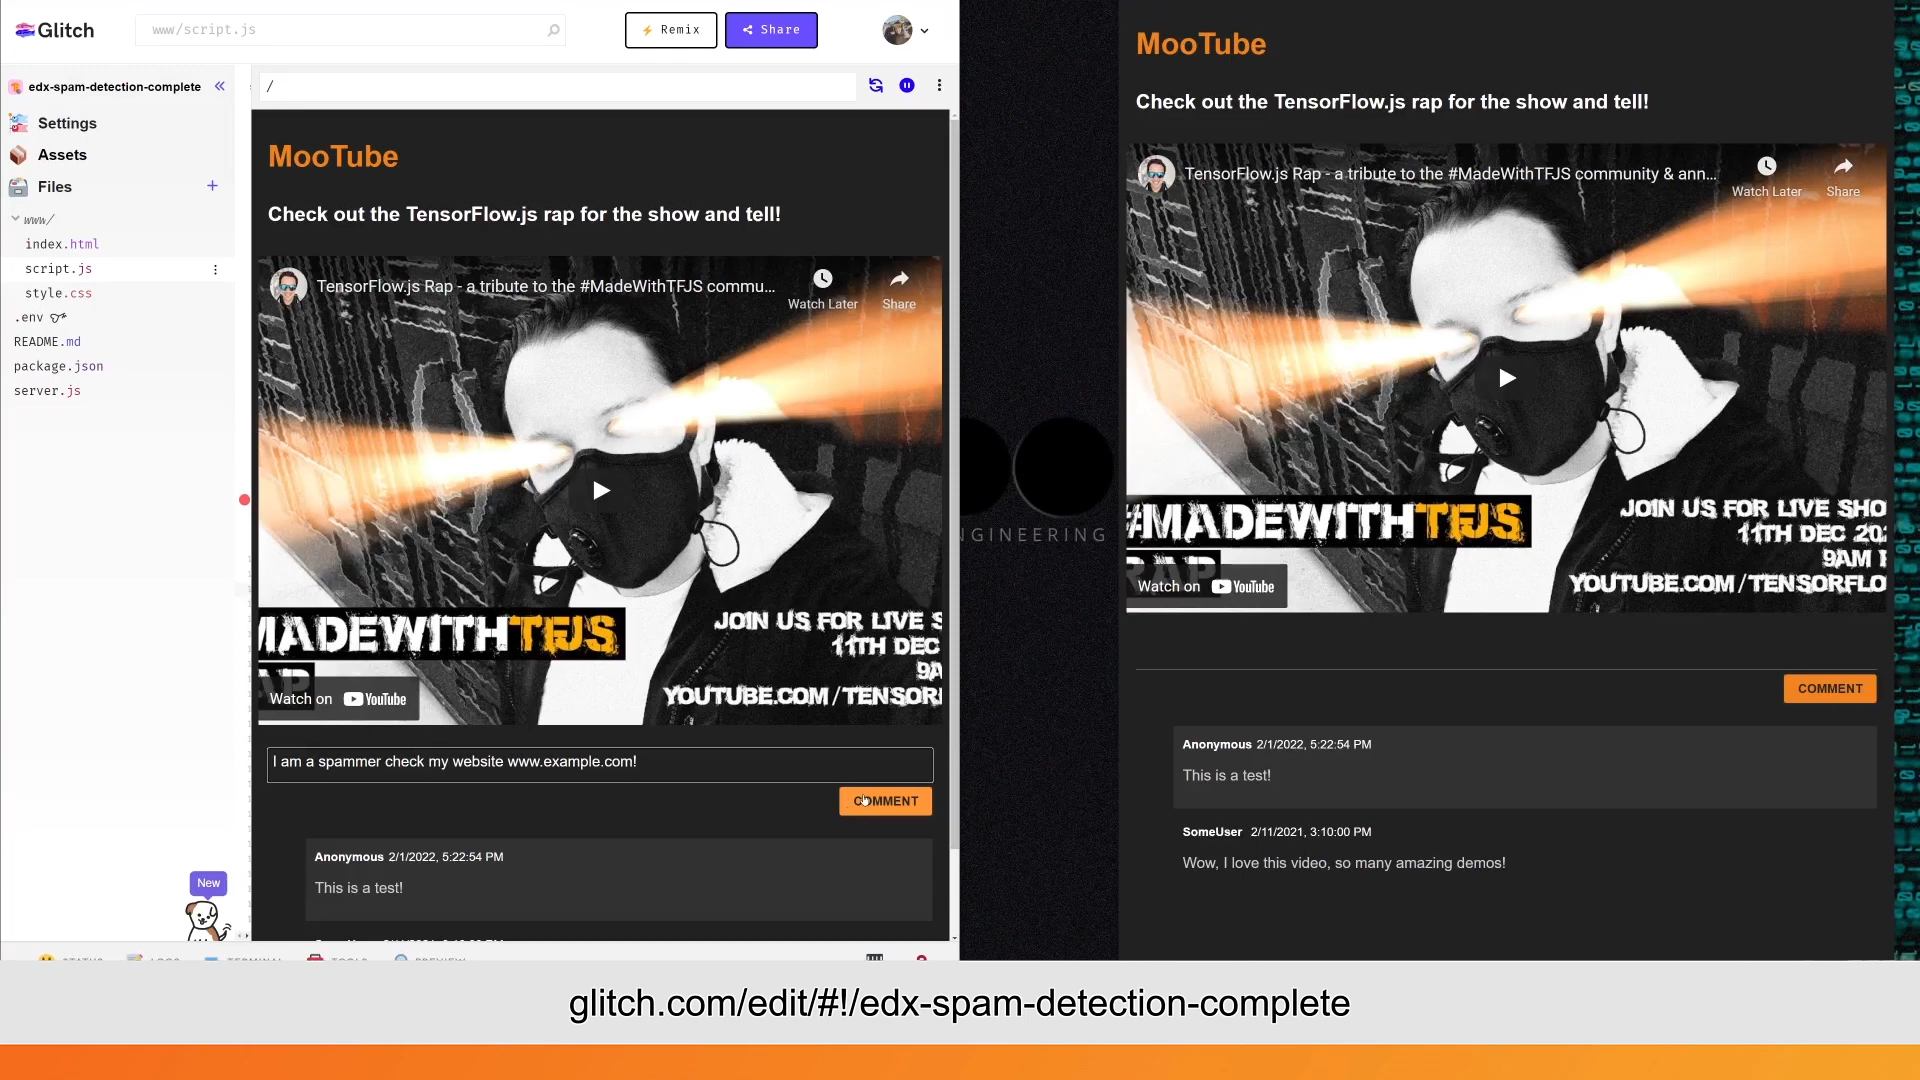 Glitch
www/script.js
Remix
Share
edx-spam-detection-complete
/
Settings
Assets
Files
www/
index.html
script.js
style.css
.env
README.md
package.json
server.js
New
MooTube
Check out the TensorFlow.js rap for the show and tell!
TensorFlow.js Rap - a tribute to the #MadeWithTFJS commu...
Watch Later
Share
MADEWITHTFJS
JOIN US FOR LIVE S
11TH DEC
9A
YOUTUBE.COM/TENSOR
Watch on YouTube
I am a spammer check my website www.example.com!
COMMENT
Anonymous 2/1/2022, 5:22:54 PM
This is a test!
NGINEERING
MooTube
Check out the TensorFlow.js rap for the show and tell!
TensorFlow.js Rap - a tribute to the #MadeWithTFJS community & ann...
Watch Later
Share
#MADEWITHTFJS
RAP
JOIN US FOR LIVE SHO
11TH DEC 20
9AM
YOUTUBE.COM/TENSORFLO
Watch on YouTube
COMMENT
Anonymous 2/1/2022, 5:22:54 PM
This is a test!
SomeUser 2/11/2021, 3:10:00 PM
Wow, I love this video, so many amazing demos!
glitch.com/edit/#!/edx-spam-detection-complete